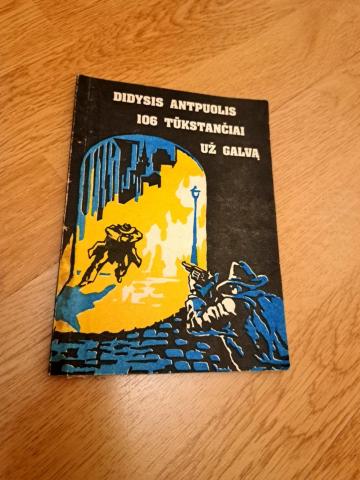 DIDYSIS ANTPUOLIS
106 TŪKSTANČIAI
UŽ GALVĄ